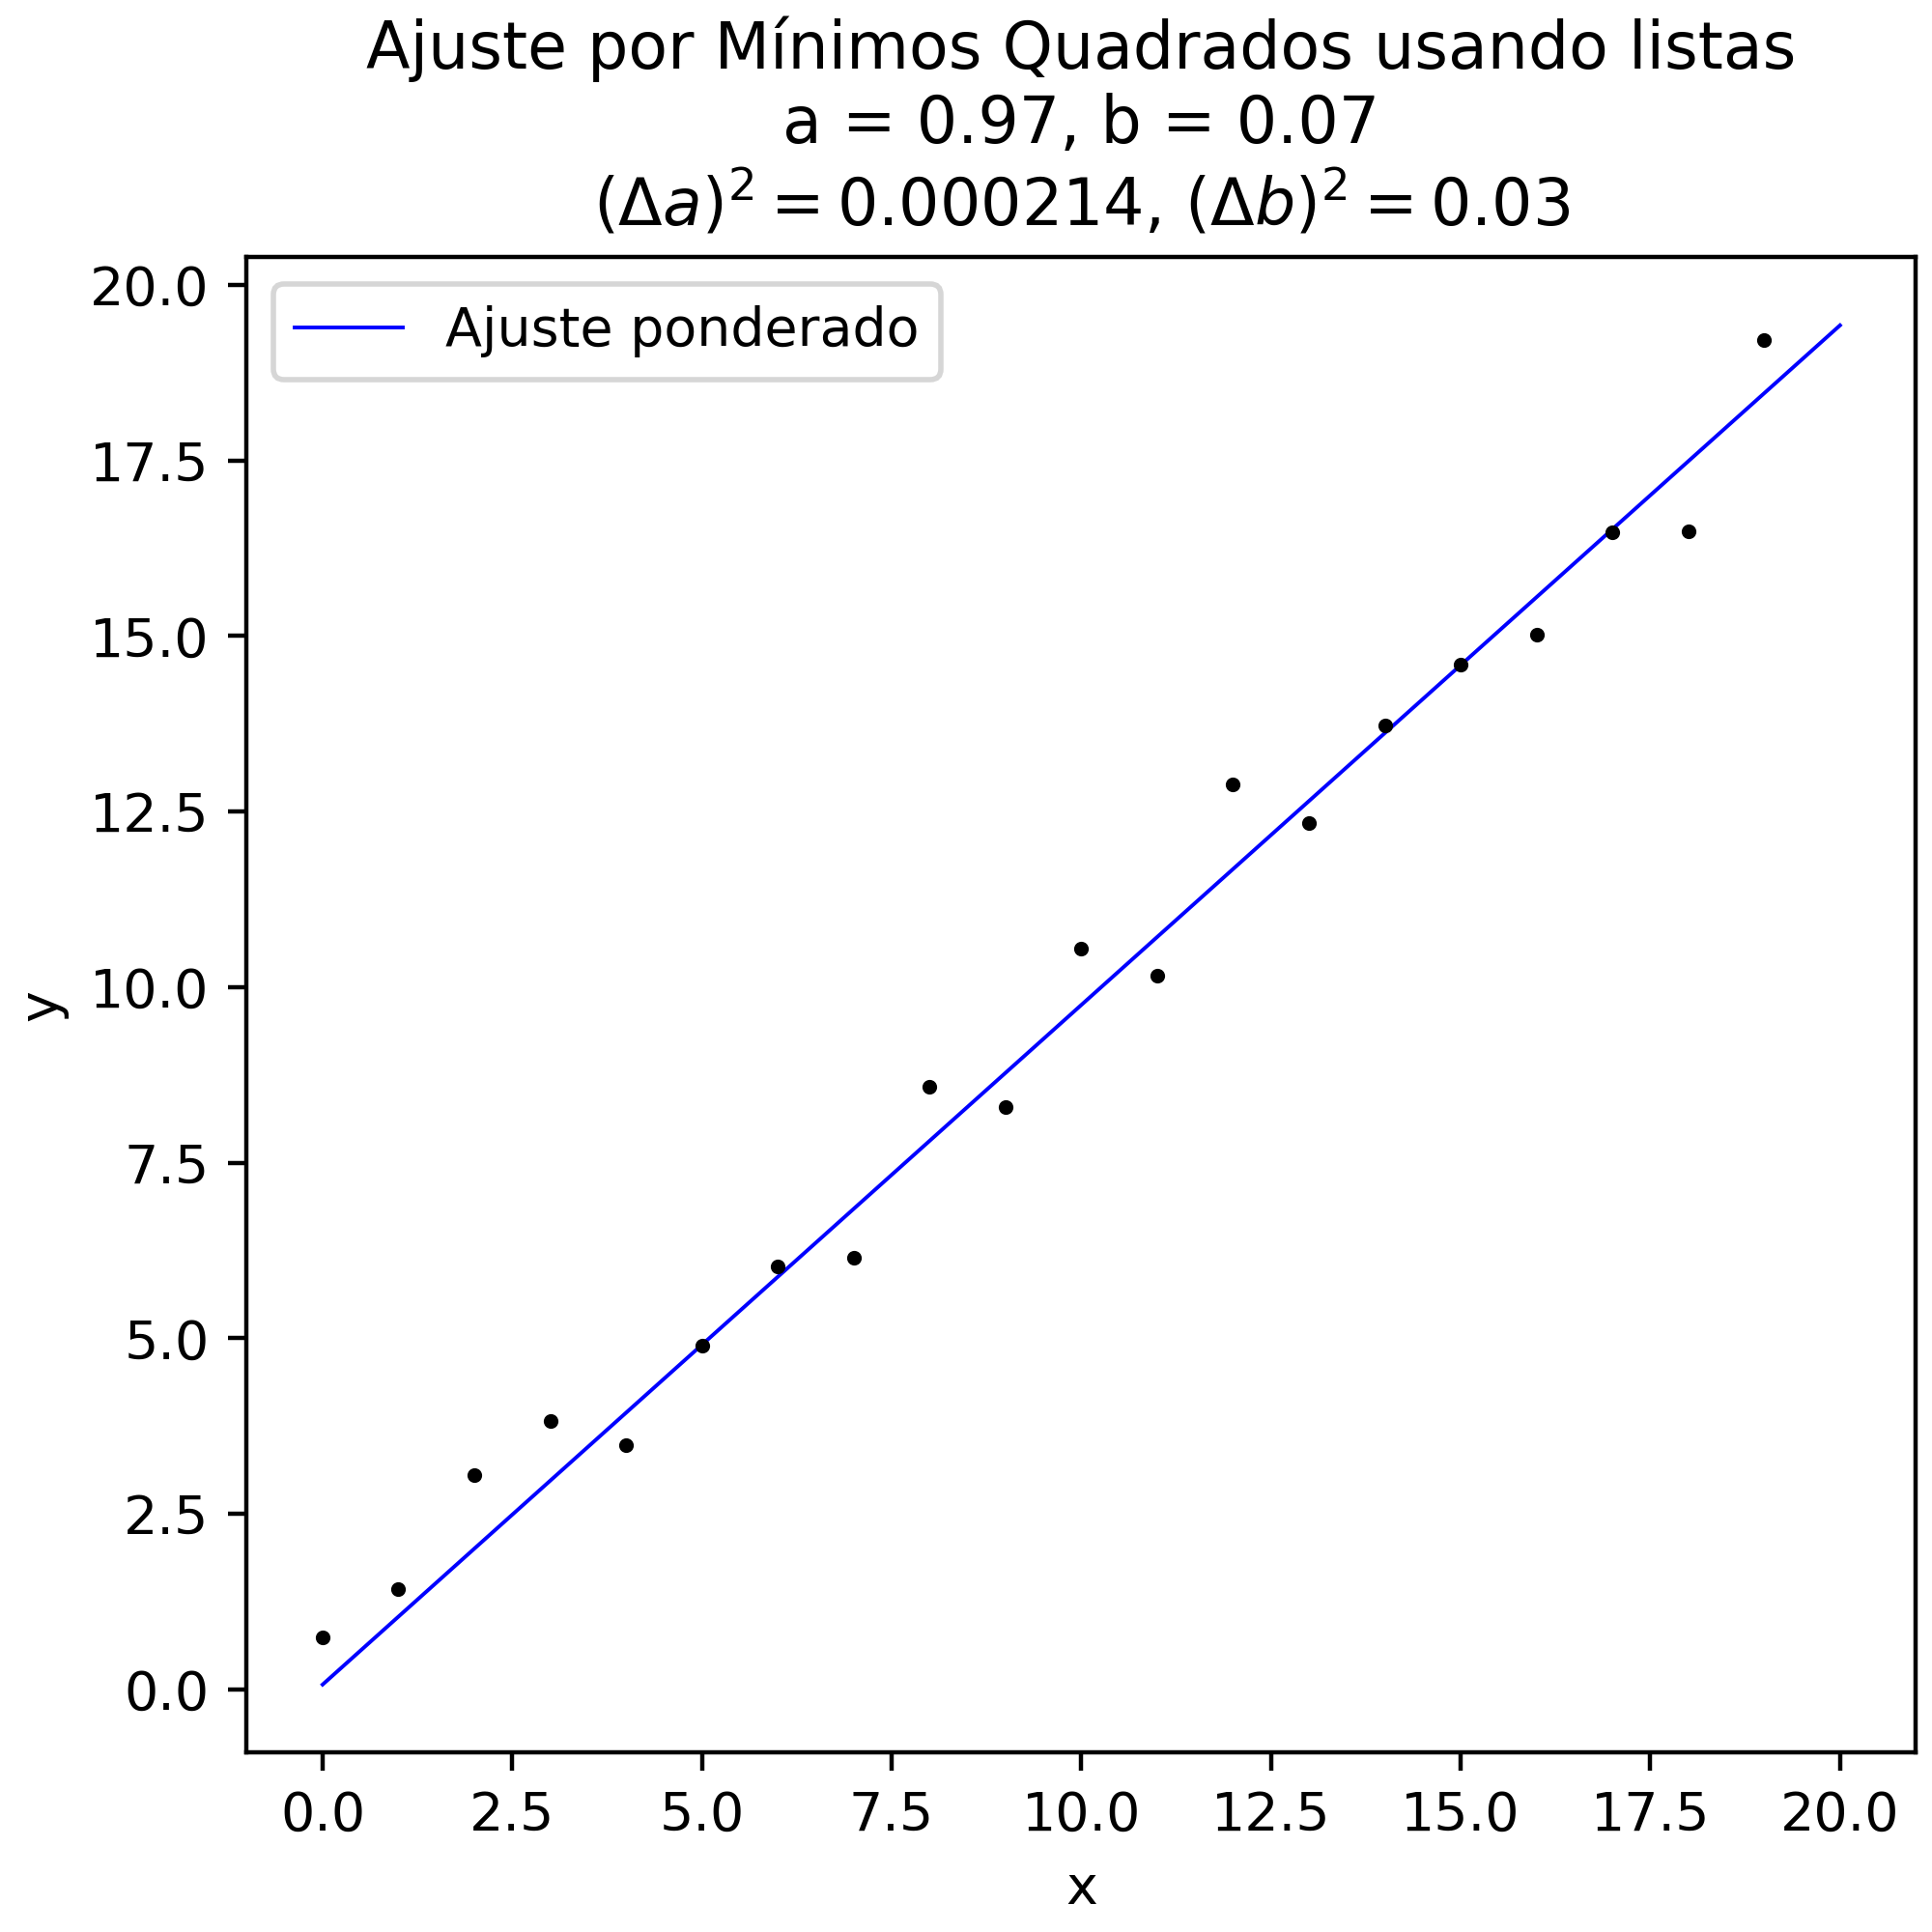 Ajuste por Mínimos Quadrados usando listas
a = 0.97, b = 0.07
(Δa)² = 0.000214, (Δb)² = 0.03
Ajuste ponderado
20.0
17.5
15.0
12.5
10.0
7.5
5.0
2.5
0.0
y
0.0 2.5 5.0 7.5 10.0 12.5 15.0 17.5 20.0
x